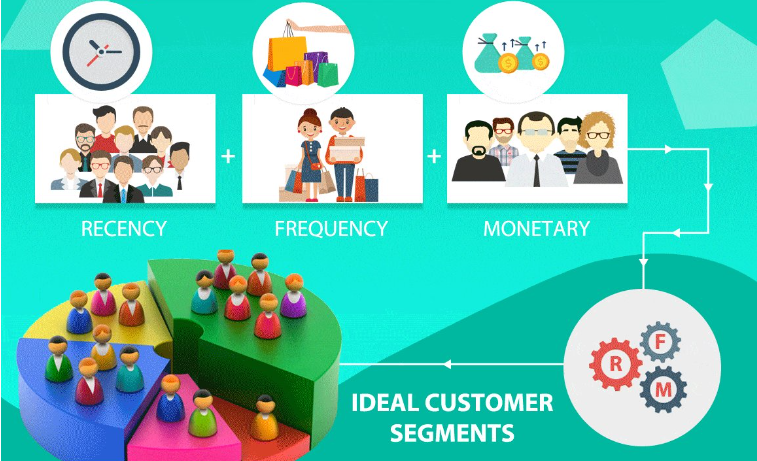 +
+
RECENCY
FREQUENCY
MONETARY
R
F
M
IDEAL CUSTOMER
SEGMENTS